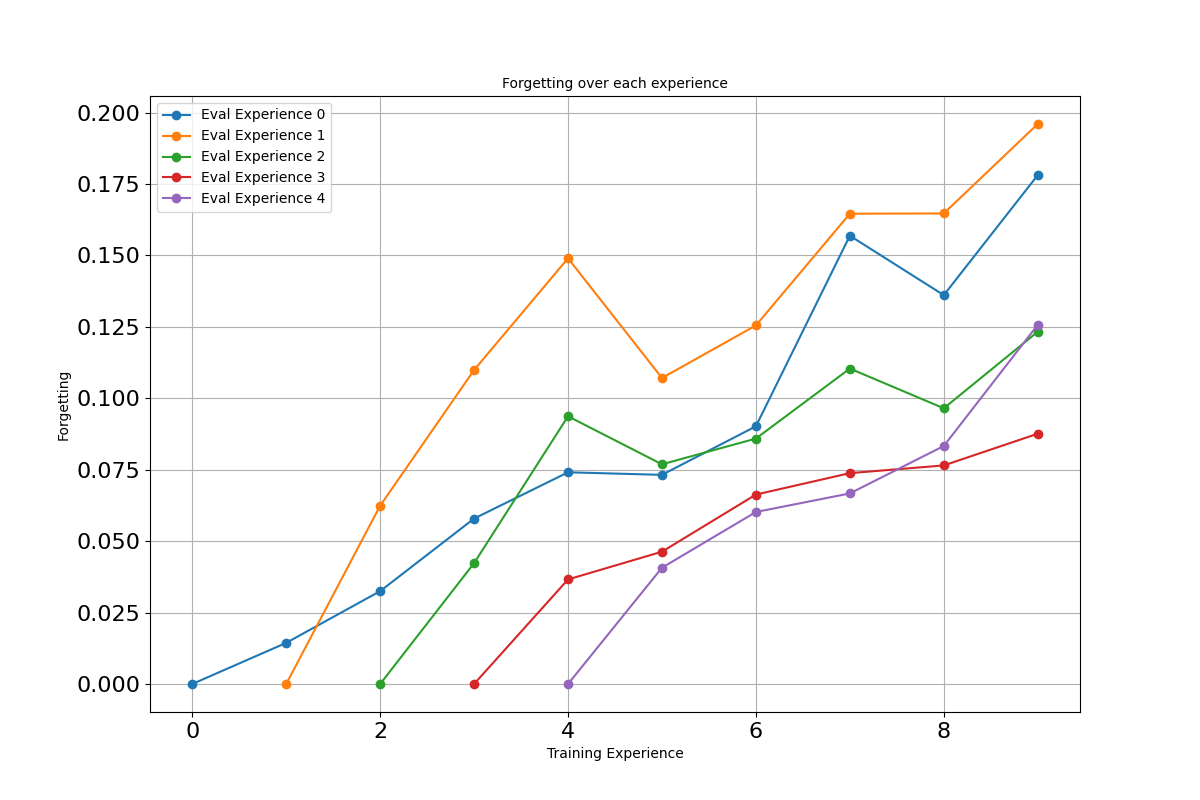 Forgetting over each experience
Eval Experience 0
Eval Experience 1
Eval Experience 2
Eval Experience 3
Eval Experience 4
0.200
0.175
0.150
0.125
0.100
0.075
0.050
0.025
0.000
Forgetting
0 2 4 6 8
Training Experience